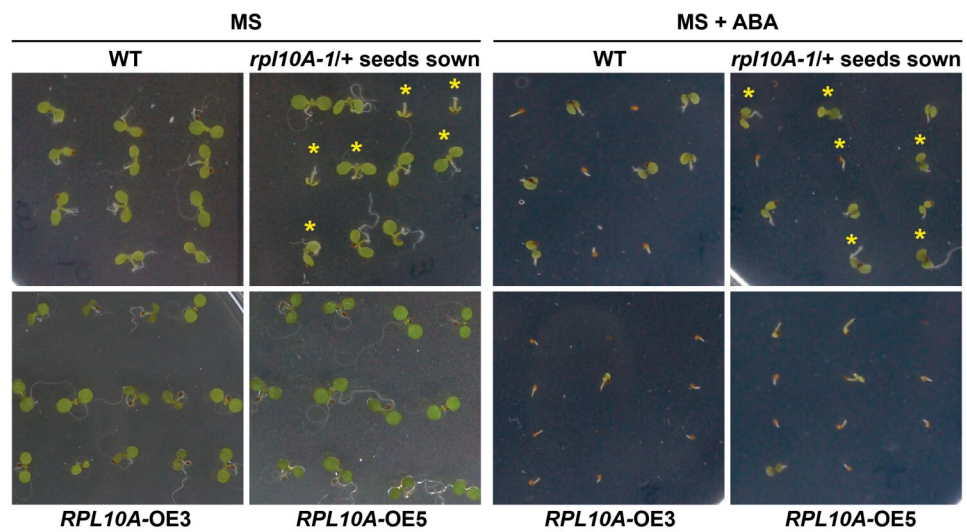 MS
MS + ABA
WT
rpl10A-1/+ seeds sown
WT
rpl10A-1/+ seeds sown
*
*
*
*
*
*
*
*
*
*
*
*
RPL10A-OE3
RPL10A-OE5
RPL10A-OE3
RPL10A-OE5